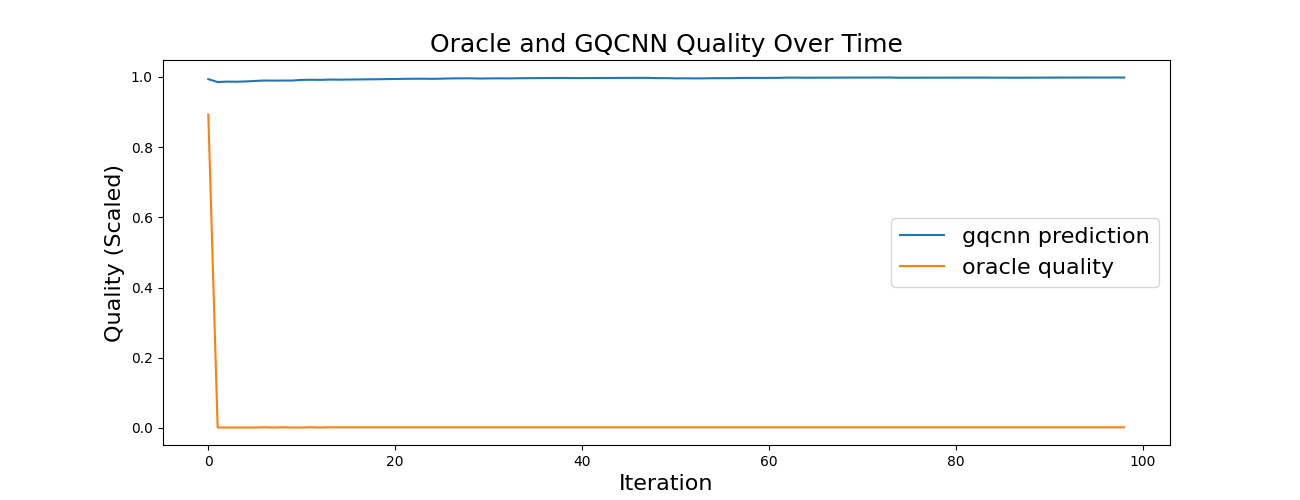 Oracle and GQCNN Quality Over Time
Quality (Scaled)
1.0
0.8
0.6
0.4
0.2
0.0
gqcnn prediction
oracle quality
0 20 40 60 80 100
Iteration